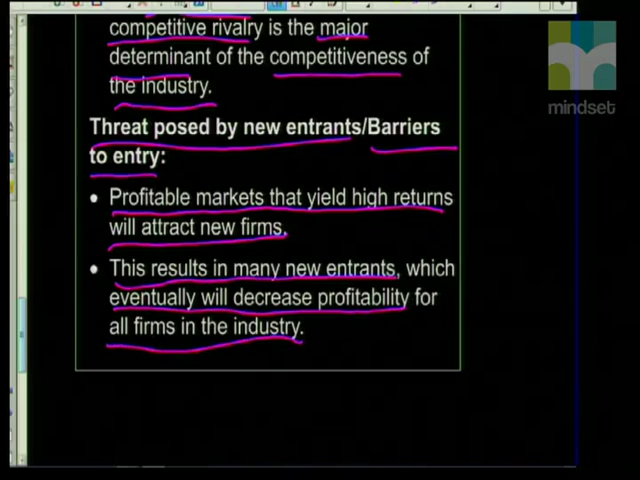 competitive rivalry is the major
determinant of the competitiveness of
the industry.
mindset
Threat posed by new entrants/Barriers
to entry:
• Profitable markets that yield high returns
will attract new firms.
• This results in many new entrants, which
eventually will decrease profitability for
all firms in the industry.